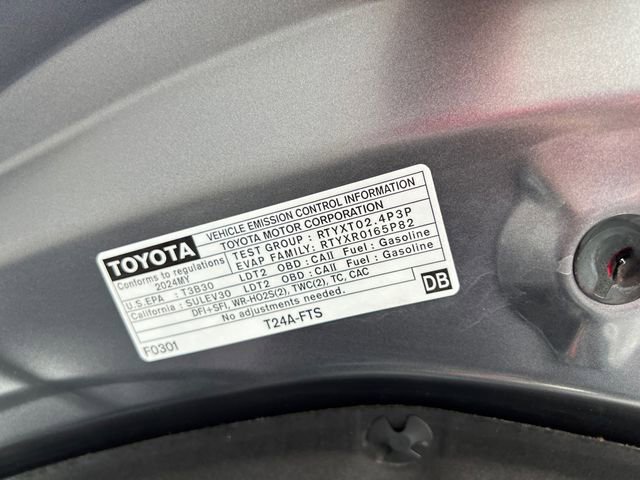 TOYOTA
VEHICLE EMISSION CONTROL INFORMATION
TOYOTA MOTOR CORPORATION
Conforms to regulations
2024MY
TEST GROUP : RTYXT02.4P3P
EVAP FAMILY: RTYXR0165P82
U.S.EPA : T3B30 LDT2 OBD : CAII Fuel : Gasoline
California : SULEV30 LDT2 OBD : CAII Fuel : Gasoline
DFI+SFI, WR-HO2S(2), TWC(2), TC, CAC
No adjustments needed.
DB
F0301
T24A-FTS